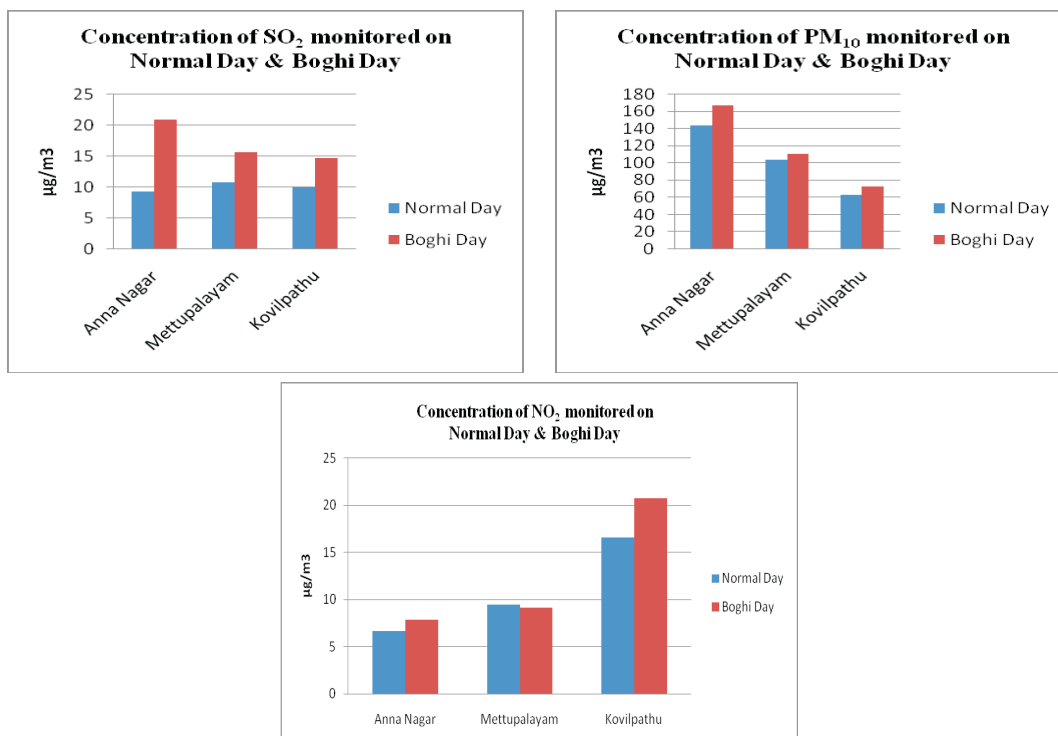 Concentration of SO₂ monitored on
Normal Day & Boghi Day
25
20
15
10
5
0
µg/m3
Anna Nagar
Mettupalayam
Kovilpathu
Normal Day
Boghi Day
Concentration of PM₁₀ monitored on
Normal Day & Boghi Day
180
160
140
120
100
80
60
40
20
0
µg/m3
Anna Nagar
Mettupalayam
Kovilpathu
Normal Day
Boghi Day
Concentration of NO₂ monitored on
Normal Day & Boghi Day
25
20
15
10
5
0
µg/m3
Anna Nagar
Mettupalayam
Kovilpathu
Normal Day
Boghi Day